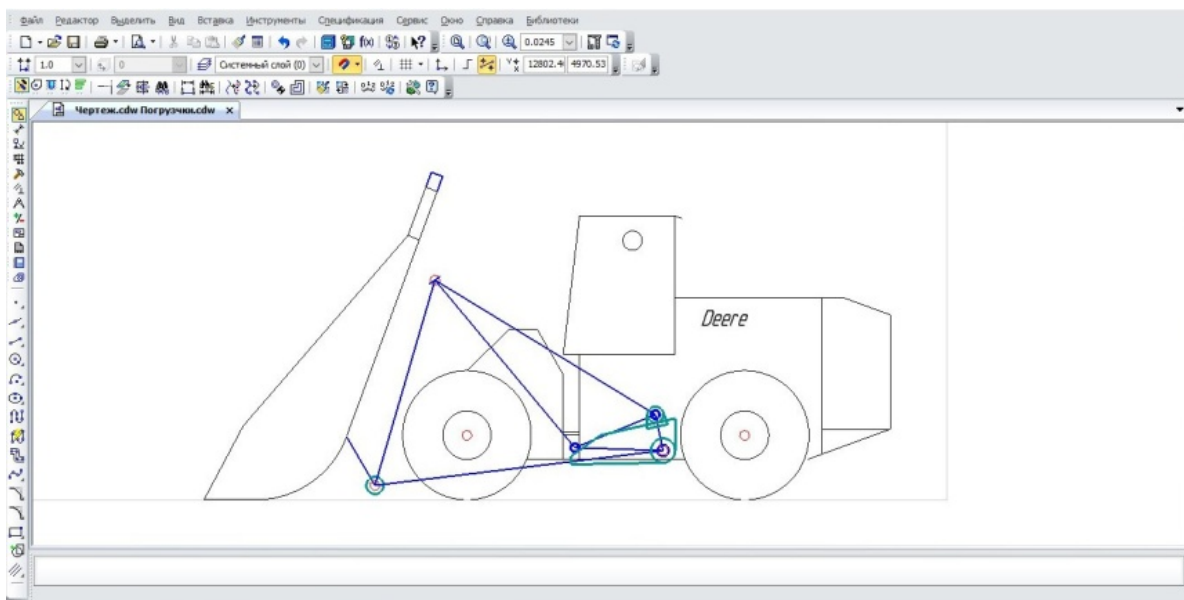 Файл Редактор Выделить Вид Вставка Инструменты Спецификация Сервис Окно Справка Библиотеки
f(x) 0.0245
1.0 0 Системный слой (0) 12802.4 4970.53
Чертеж.cdw Погрузчки.cdw x
Deere